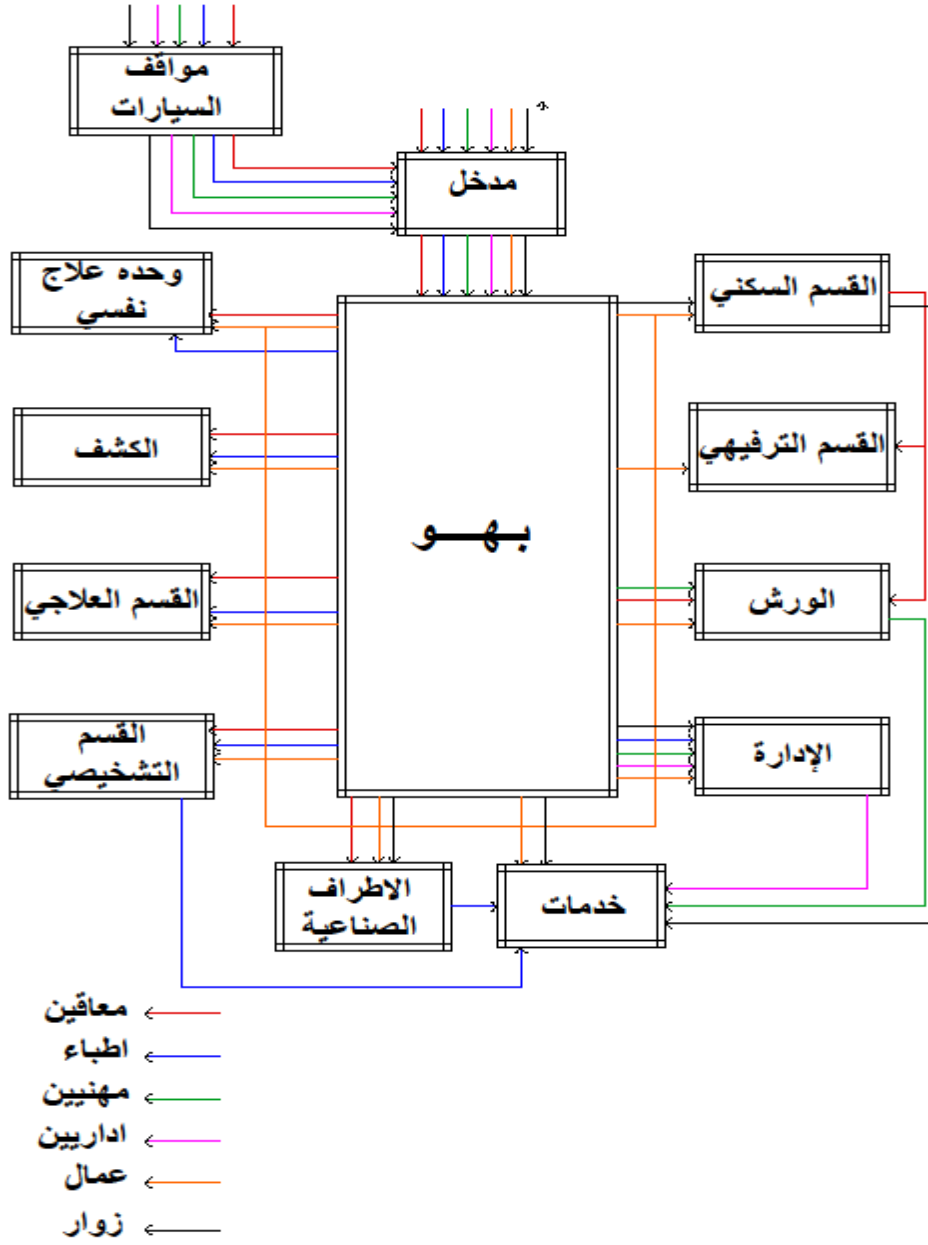 مواقف
السيارات
مدخل
وحده علاج
نفسي
القسم السكني
الكشف
القسم الترفيهي
بـهـــو
القسم العلاجي
الورش
القسم
التشخيصي
الإدارة
الاطراف
الصناعية
خدمات
معاقين
اطباء
مهنيين
اداريين
عمال
زوار